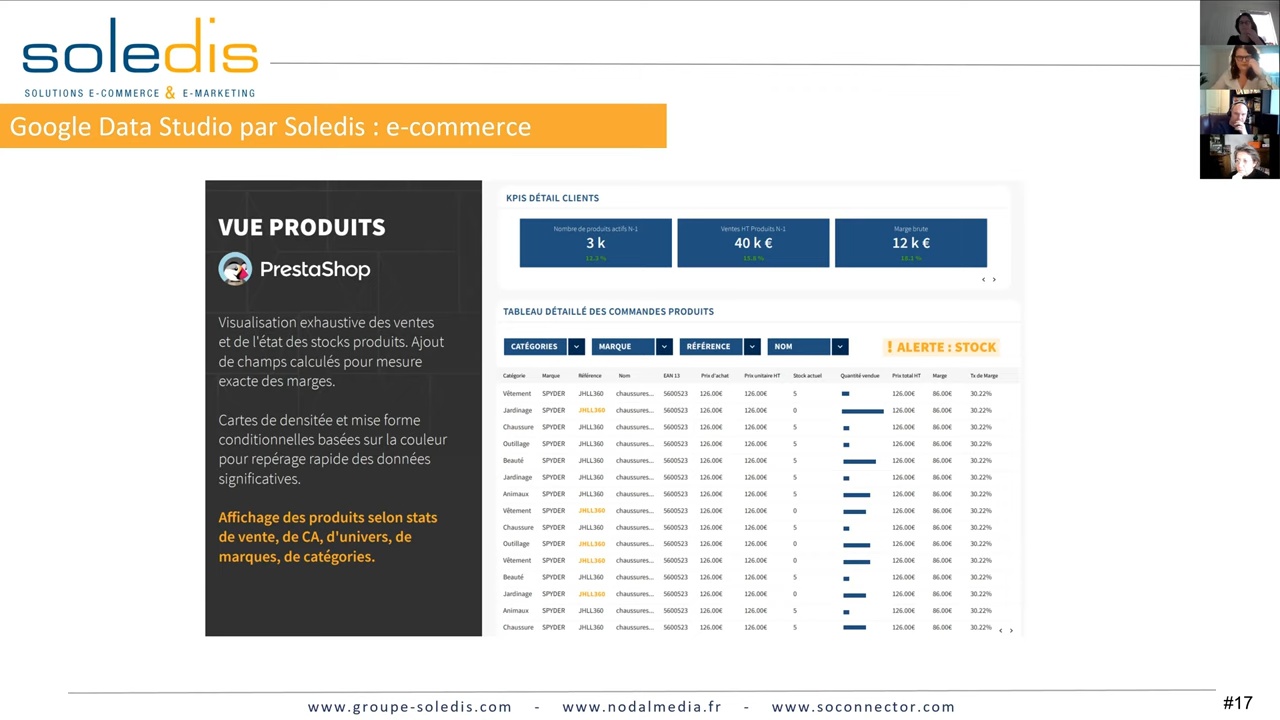 soledis
SOLUTIONS E-COMMERCE & E-MARKETING
Google Data Studio par Soledis : e-commerce
VUE PRODUITS
PrestaShop
Visualisation exhaustive des ventes
et de l'état des stocks produits. Ajout
de champs calculés pour mesure
exacte des marges.
Cartes de densitée et mise forme
conditionnelles basées sur la couleur
pour repérage rapide des données
significatives.
Affichage des produits selon stats
de vente, de CA, d'univers, de
marques, de catégories.
KPIS DÉTAIL CLIENTS
Nombre de produits actifs N-1
3 k
Ventes HT Produits N-1
40 k €
Marge brute
12 k €
TABLEAU DÉTAILLÉ DES COMMANDES PRODUITS
CATÉGORIES MARQUE RÉFÉRENCE NOM ! ALERTE : STOCK
Catégorie Marque Référence Nom EAN 13 Prix d'achat Prix unitaire HT Stock actuel Quantité vendue Prix total HT Marge Tx de Marge
Vêtement SPYDER JHLL360 chaussures... 5600523 126.00€ 126.00€ 5 126.00€ 86.00€ 30.22%
Jardinage SPYDER JHLL360 chaussures... 5600523 126.00€ 126.00€ 0 126.00€ 86.00€ 30.22%
Chaussure SPYDER JHLL360 chaussures... 5600523 126.00€ 126.00€ 5 126.00€ 86.00€ 30.22%
Outillage SPYDER JHLL360 chaussures... 5600523 126.00€ 126.00€ 5 126.00€ 86.00€ 30.22%
Beauté SPYDER JHLL360 chaussures... 5600523 126.00€ 126.00€ 5 126.00€ 86.00€ 30.22%
Jardinage SPYDER JHLL360 chaussures... 5600523 126.00€ 126.00€ 5 126.00€ 86.00€ 30.22%
Animaux SPYDER JHLL360 chaussures... 5600523 126.00€ 126.00€ 5 126.00€ 86.00€ 30.22%
Vêtement SPYDER JHLL360 chaussures... 5600523 126.00€ 126.00€ 0 126.00€ 86.00€ 30.22%
Chaussure SPYDER JHLL360 chaussures... 5600523 126.00€ 126.00€ 5 126.00€ 86.00€ 30.22%
Outillage SPYDER JHLL360 chaussures... 5600523 126.00€ 126.00€ 0 126.00€ 86.00€ 30.22%
Vêtement SPYDER JHLL360 chaussures... 5600523 126.00€ 126.00€ 0 126.00€ 86.00€ 30.22%
Beauté SPYDER JHLL360 chaussures... 5600523 126.00€ 126.00€ 5 126.00€ 86.00€ 30.22%
Jardinage SPYDER JHLL360 chaussures... 5600523 126.00€ 126.00€ 0 126.00€ 86.00€ 30.22%
Animaux SPYDER JHLL360 chaussures... 5600523 126.00€ 126.00€ 5 126.00€ 86.00€ 30.22%
Chaussure SPYDER JHLL360 chaussures... 5600523 126.00€ 126.00€ 5 126.00€ 86.00€ 30.22%
www.groupe-soledis.com - www.nodalmedia.fr - www.soconnector.com
#17